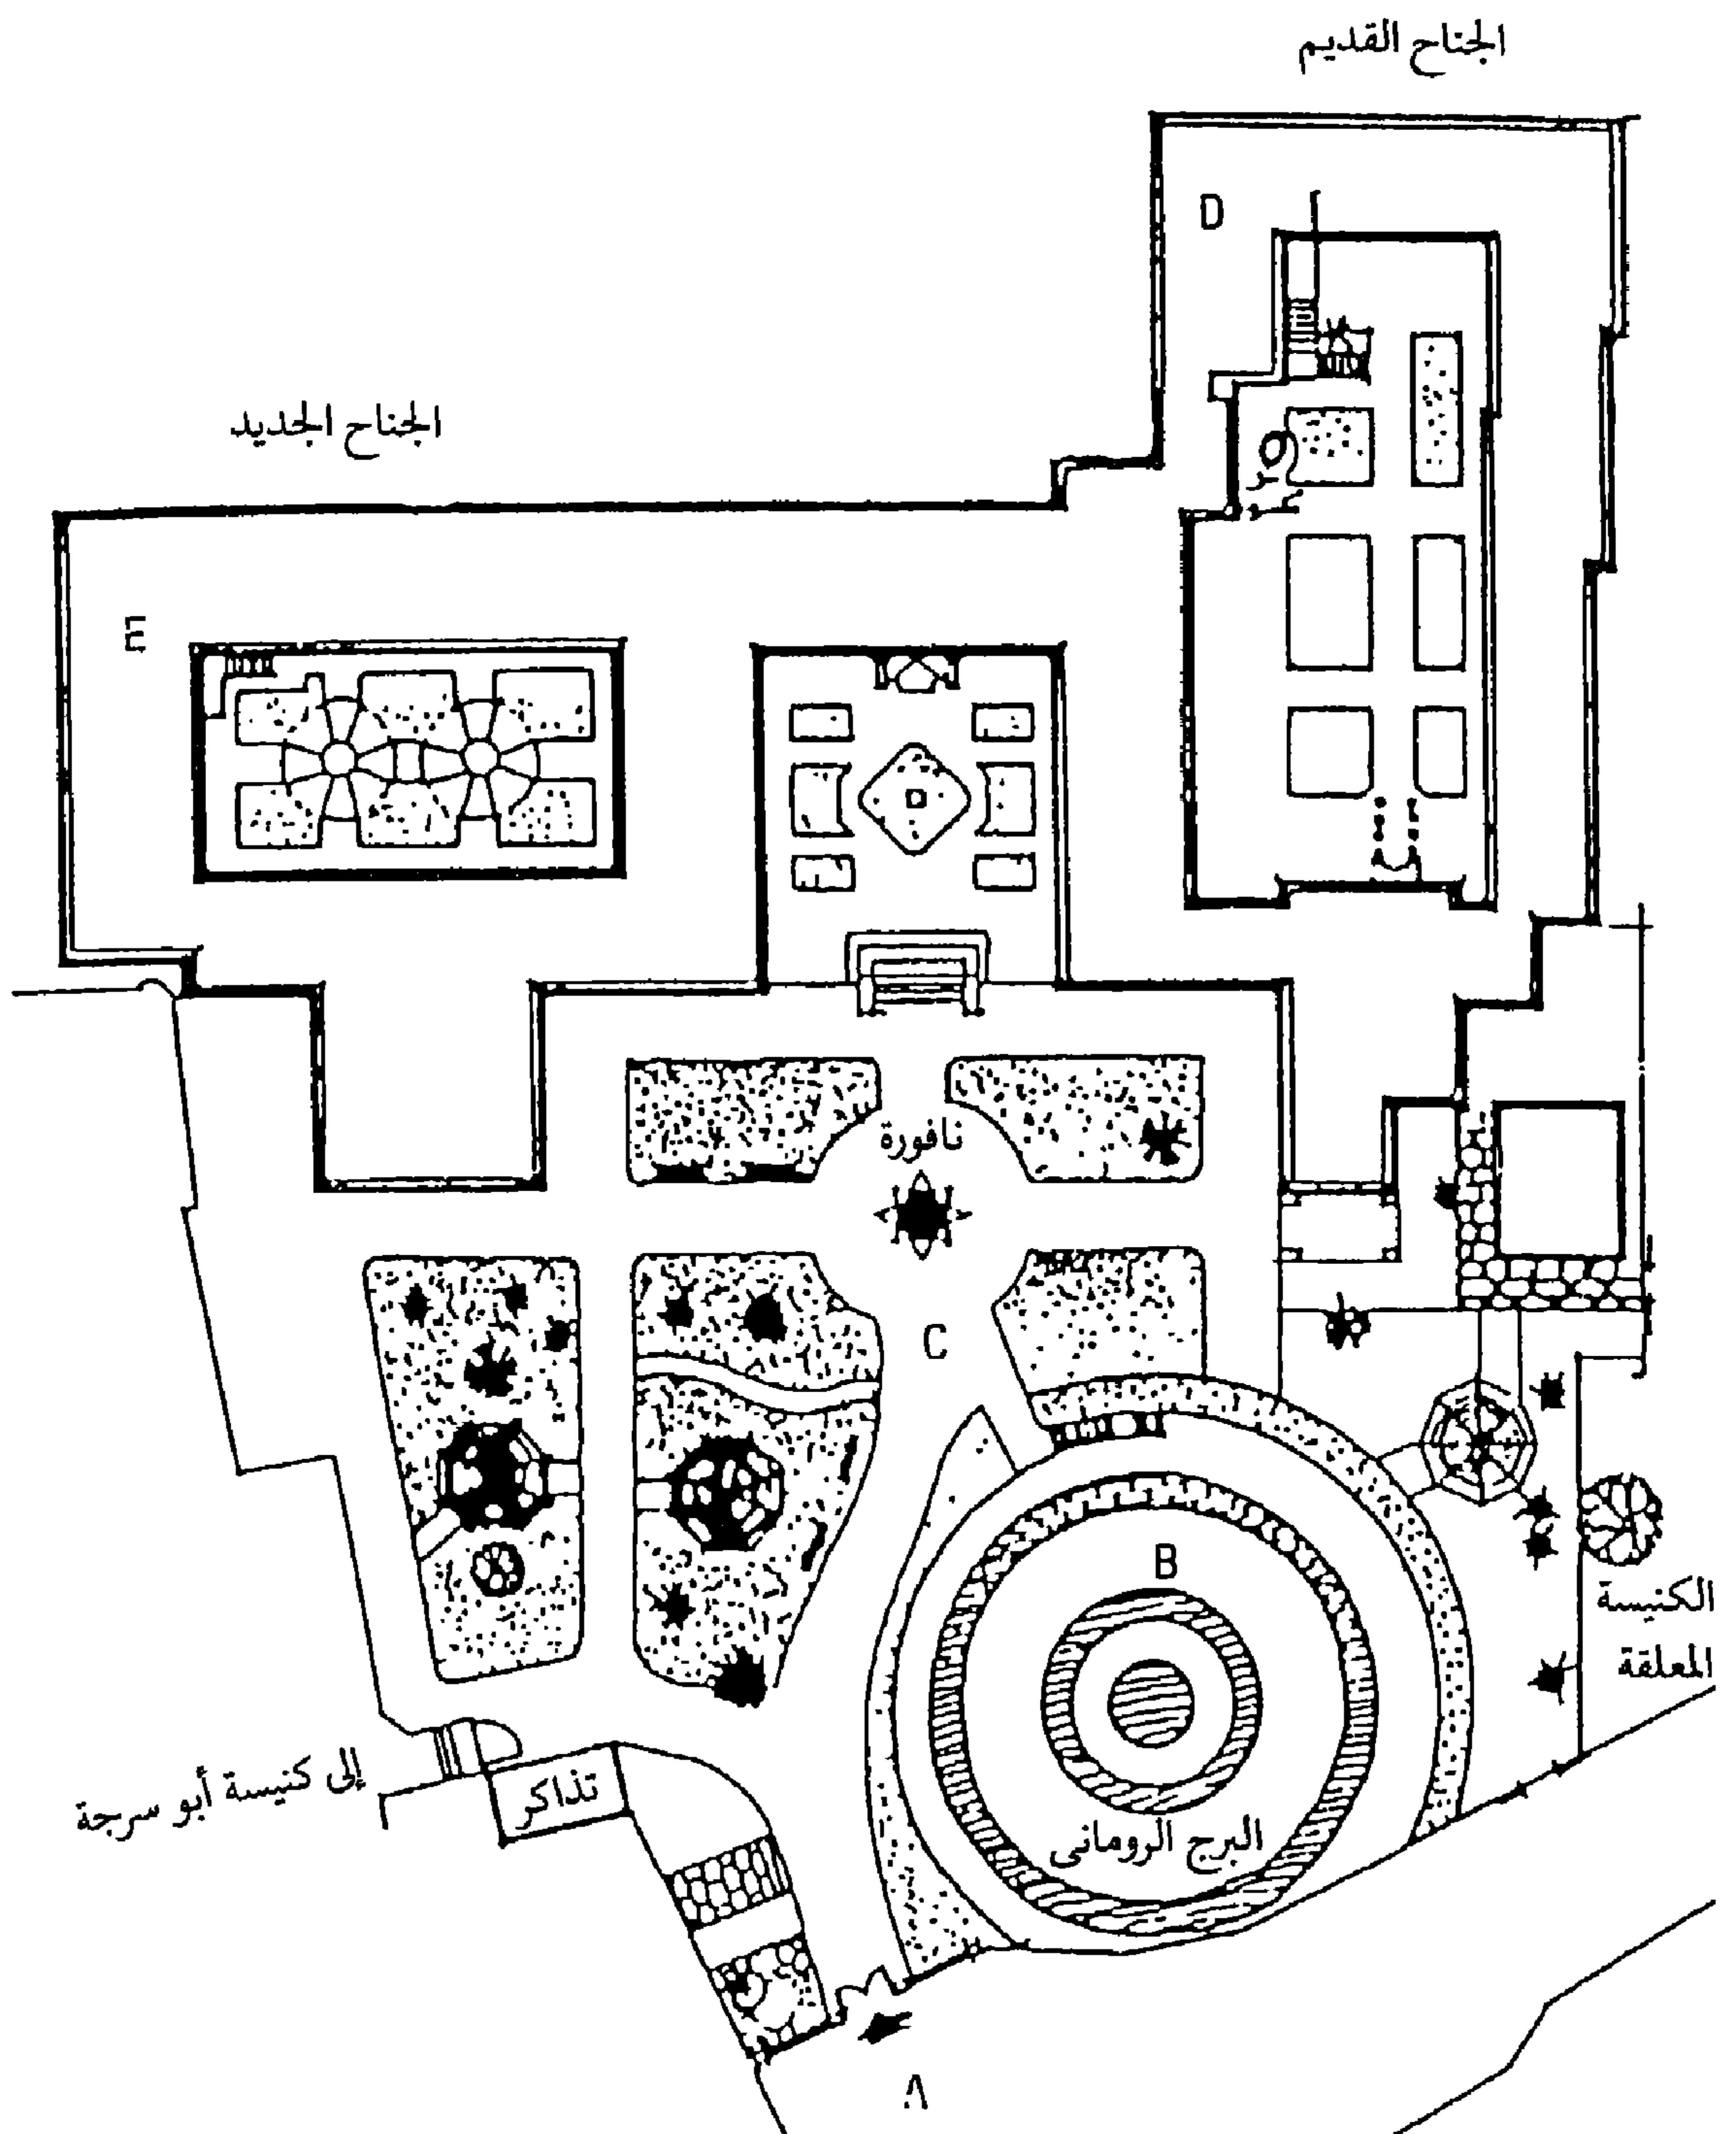 الجناح القديم
D
الجناح الجديد
E
نافورة
C
B
الكنيسة
المعلقة
إلى كنيسة أبو سرجة
تذاكر
البرج الرومانى
A